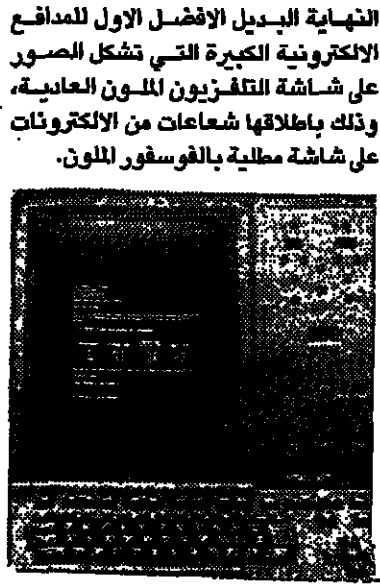 النهاية البديل الافضل الاول للمدافع
الالكترونية الكبيرة التي تشكل الصور
على شاشة التلفزيون الملون العادية،
وذلك باطلاقها شعاعات من الالكترونات
على شاشة مطلية بالفوسفور الملون.